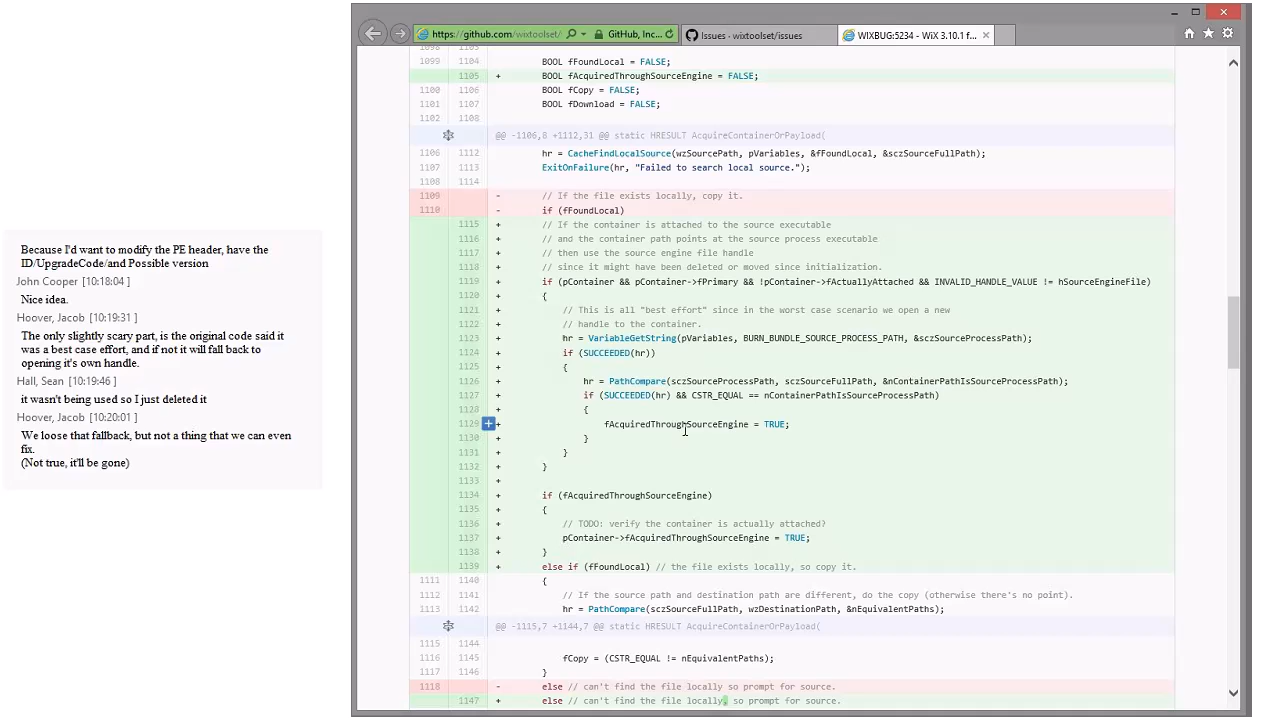 Because I'd want to modify the PE header, have the
ID/UpgradeCode/and Possible version
John Cooper [10:18:04 ]
Nice idea.
Hoover, Jacob [10:19:31 ]
The only slightly scary part, is the original code said it
was a best case effort, and if not it will fall back to
opening it's own handle.
Hall, Sean [10:19:46 ]
it wasn't being used so I just deleted it
Hoover, Jacob [10:20:01 ]
We loose that fallback, but not a thing that we can even
fix.
(Not true, it'll be gone)
https://github.com/wixtoolset/ GitHub, Inc... Issues - wixtoolset/issues WIXBUG:5234 - WiX 3.10.1 f...
1098 1103
1099 1104 BOOL fFoundLocal = FALSE;
1105 + BOOL fAcquiredThroughSourceEngine = FALSE;
1100 1106 BOOL fCopy = FALSE;
1101 1107 BOOL fDownload = FALSE;
1102 1108
@@ -1106,8 +1112,31 @@ static HRESULT AcquireContainerOrPayload(
1106 1112 hr = CacheFindLocalSource(wzSourcePath, pVariables, &fFoundLocal, &sczSourceFullPath);
1107 1113 ExitOnFailure(hr, "Failed to search local source.");
1108 1114
1109 - // If the file exists locally, copy it.
1110 - if (fFoundLocal)
1115 + // If the container is attached to the source executable
1116 + // and the container path points at the source process executable
1117 + // then use the source engine file handle
1118 + // since it might have been deleted or moved since initialization.
1119 + if (pContainer && pContainer->fPrimary && !pContainer->fActuallyAttached && INVALID_HANDLE_VALUE != hSourceEngineFile)
1120 + {
1121 + // This is all "best effort" since in the worst case scenario we open a new
1122 + // handle to the container.
1123 + hr = VariableGetString(pVariables, BURN_BUNDLE_SOURCE_PROCESS_PATH, &sczSourceProcessPath);
1124 + if (SUCCEEDED(hr))
1125 + {
1126 + hr = PathCompare(sczSourceProcessPath, sczSourceFullPath, &nContainerPathIsSourceProcessPath);
1127 + if (SUCCEEDED(hr) && CSTR_EQUAL == nContainerPathIsSourceProcessPath)
1128 + {
1129 + fAcquiredThroughSourceEngine = TRUE;
1130 + }
1131 + }
1132 + }
1133 +
1134 + if (fAcquiredThroughSourceEngine)
1135 + {
1136 + // TODO: verify the container is actually attached?
1137 + pContainer->fAcquiredThroughSourceEngine = TRUE;
1138 + }
1139 + else if (fFoundLocal) // the file exists locally, so copy it.
1111 1140 {
1112 1141 // If the source path and destination path are different, do the copy (otherwise there's no point).
1113 1142 hr = PathCompare(sczSourceFullPath, wzDestinationPath, &nEquivalentPaths);
@@ -1115,7 +1144,7 @@ static HRESULT AcquireContainerOrPayload(
1115 1144
1116 1145 fCopy = (CSTR_EQUAL != nEquivalentPaths);
1117 1146 }
1118 - else // can't find the file locally so prompt for source.
1147 + else // can't find the file locally, so prompt for source.